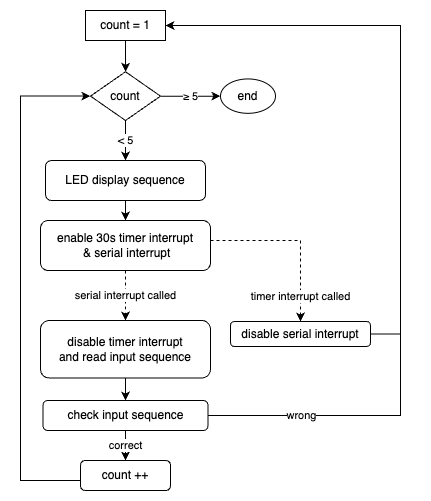 count = 1
count
≥ 5
end
< 5
LED display sequence
enable 30s timer interrupt
& serial interrupt
serial interrupt called
timer interrupt called
disable timer interrupt
and read input sequence
disable serial interrupt
check input sequence
wrong
correct
count ++